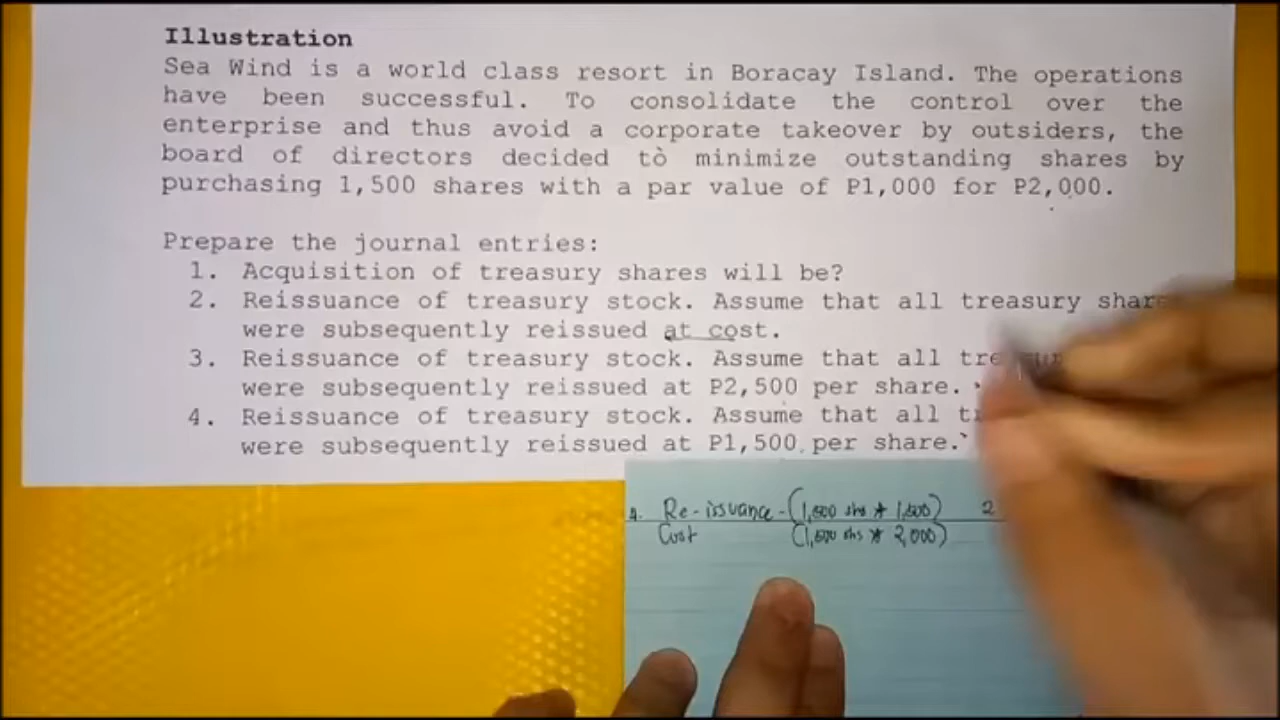 Illustration
Sea Wind is a world class resort in Boracay Island. The operations
have been successful. To consolidate the control over the
enterprise and thus avoid a corporate takeover by outsiders, the
board of directors decided to minimize outstanding shares by
purchasing 1,500 shares with a par value of P1,000 for P2,000.
Prepare the journal entries:
1. Acquisition of treasury shares will be?
2. Reissuance of treasury stock. Assume that all treasury
were subsequently reissued at cost.
3. Reissuance of treasury stock. Assume that all
were subsequently reissued at P2,500 per share.
4. Reissuance of treasury stock. Assume that all
were subsequently reissued at P1,500 per share.
4. Re-issuance - (1,500 shs * 1,500) 2
Cost (1,500 shs * 2,000)